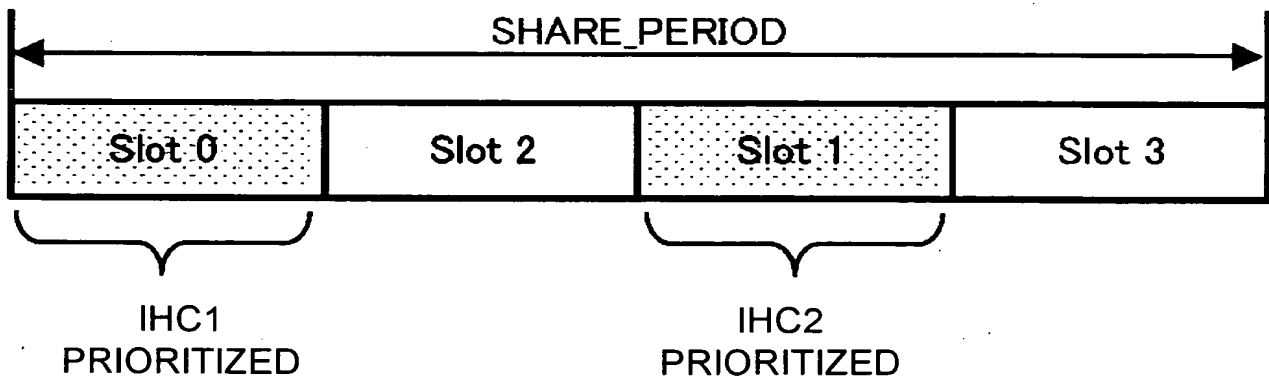 SHARE_PERIOD
Slot 0
Slot 2
Slot 1
Slot 3
IHC1
PRIORITIZED
IHC2
PRIORITIZED